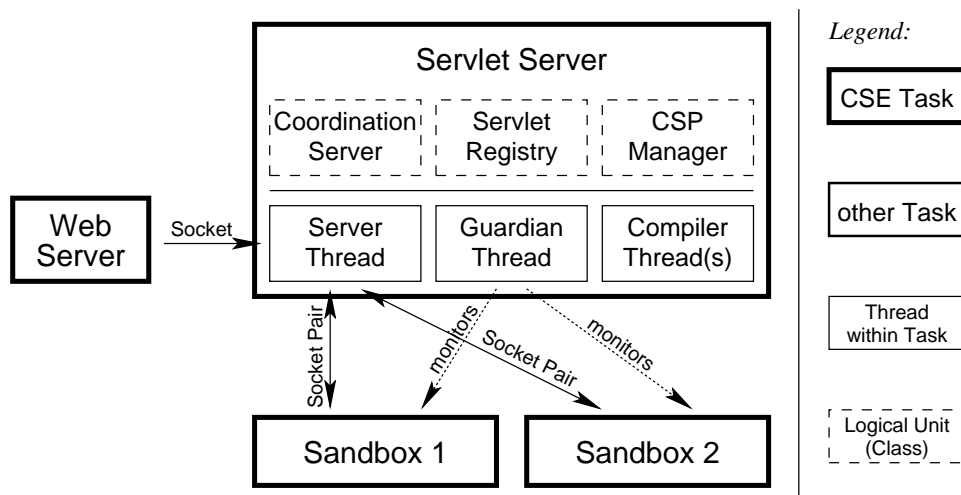 Servlet Server
Coordination
Server
Servlet
Registry
CSP
Manager
Web
Server
Socket
Server
Thread
Guardian
Thread
Compiler
Thread(s)
Socket Pair
monitors
Socket Pair
monitors
Sandbox 1
Sandbox 2
Legend:
CSE Task
other Task
Thread
within Task
Logical Unit
(Class)